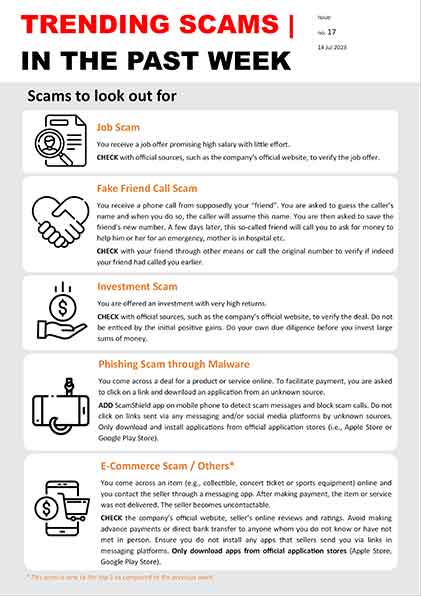 TRENDING SCAMS |
IN THE PAST WEEK
Issue
no. 17
14 Jul 2023
Scams to look out for
Job Scam
You receive a job offer promising high salary with little effort.
CHECK with official sources, such as the company's official website, to verify the job offer.
Fake Friend Call Scam
You receive a phone call from supposedly your "friend". You are asked to guess the caller's
name and when you do so, the caller will assume this name. You are then asked to save the
friend's new number. A few days later, this so-called friend will call you to ask for money to
help him or her for an emergency, mother is in hospital etc.
CHECK with your friend through other means or call the original number to verify if indeed
your friend had called you earlier.
Investment Scam
You are offered an investment with very high returns.
CHECK with official sources, such as the company's official website, to verify the deal. Do not
be enticed by the initial positive gains. Do your own due diligence before you invest large
sums of money.
Phishing Scam through Malware
You come across a deal for a product or service online. To facilitate payment, you are asked
to click on a link and download an application from an unknown source.
ADD ScamShield app on mobile phone to detect scam messages and block scam calls. Do not
click on links sent via any messaging and/or social media platforms by unknown sources.
Only download and install applications from official application stores (i.e., Apple Store or
Google Play Store).
E-Commerce Scam / Others*
You come across an item (e.g., collectible, concert ticket or sports equipment) online and
you contact the seller through a messaging app. After making payment, the item or service
was not delivered. The seller becomes uncontactable.
CHECK the company's official website, seller's online reviews and ratings. Avoid making
advance payments or direct bank transfer to anyone whom you do not know or have not
met in person. Ensure you do not install any apps that sellers send you via links in
messaging platforms. Only download apps from official application stores (Apple Store,
Google Play Store).
* This scam is new to the top 5 as compared to the previous week